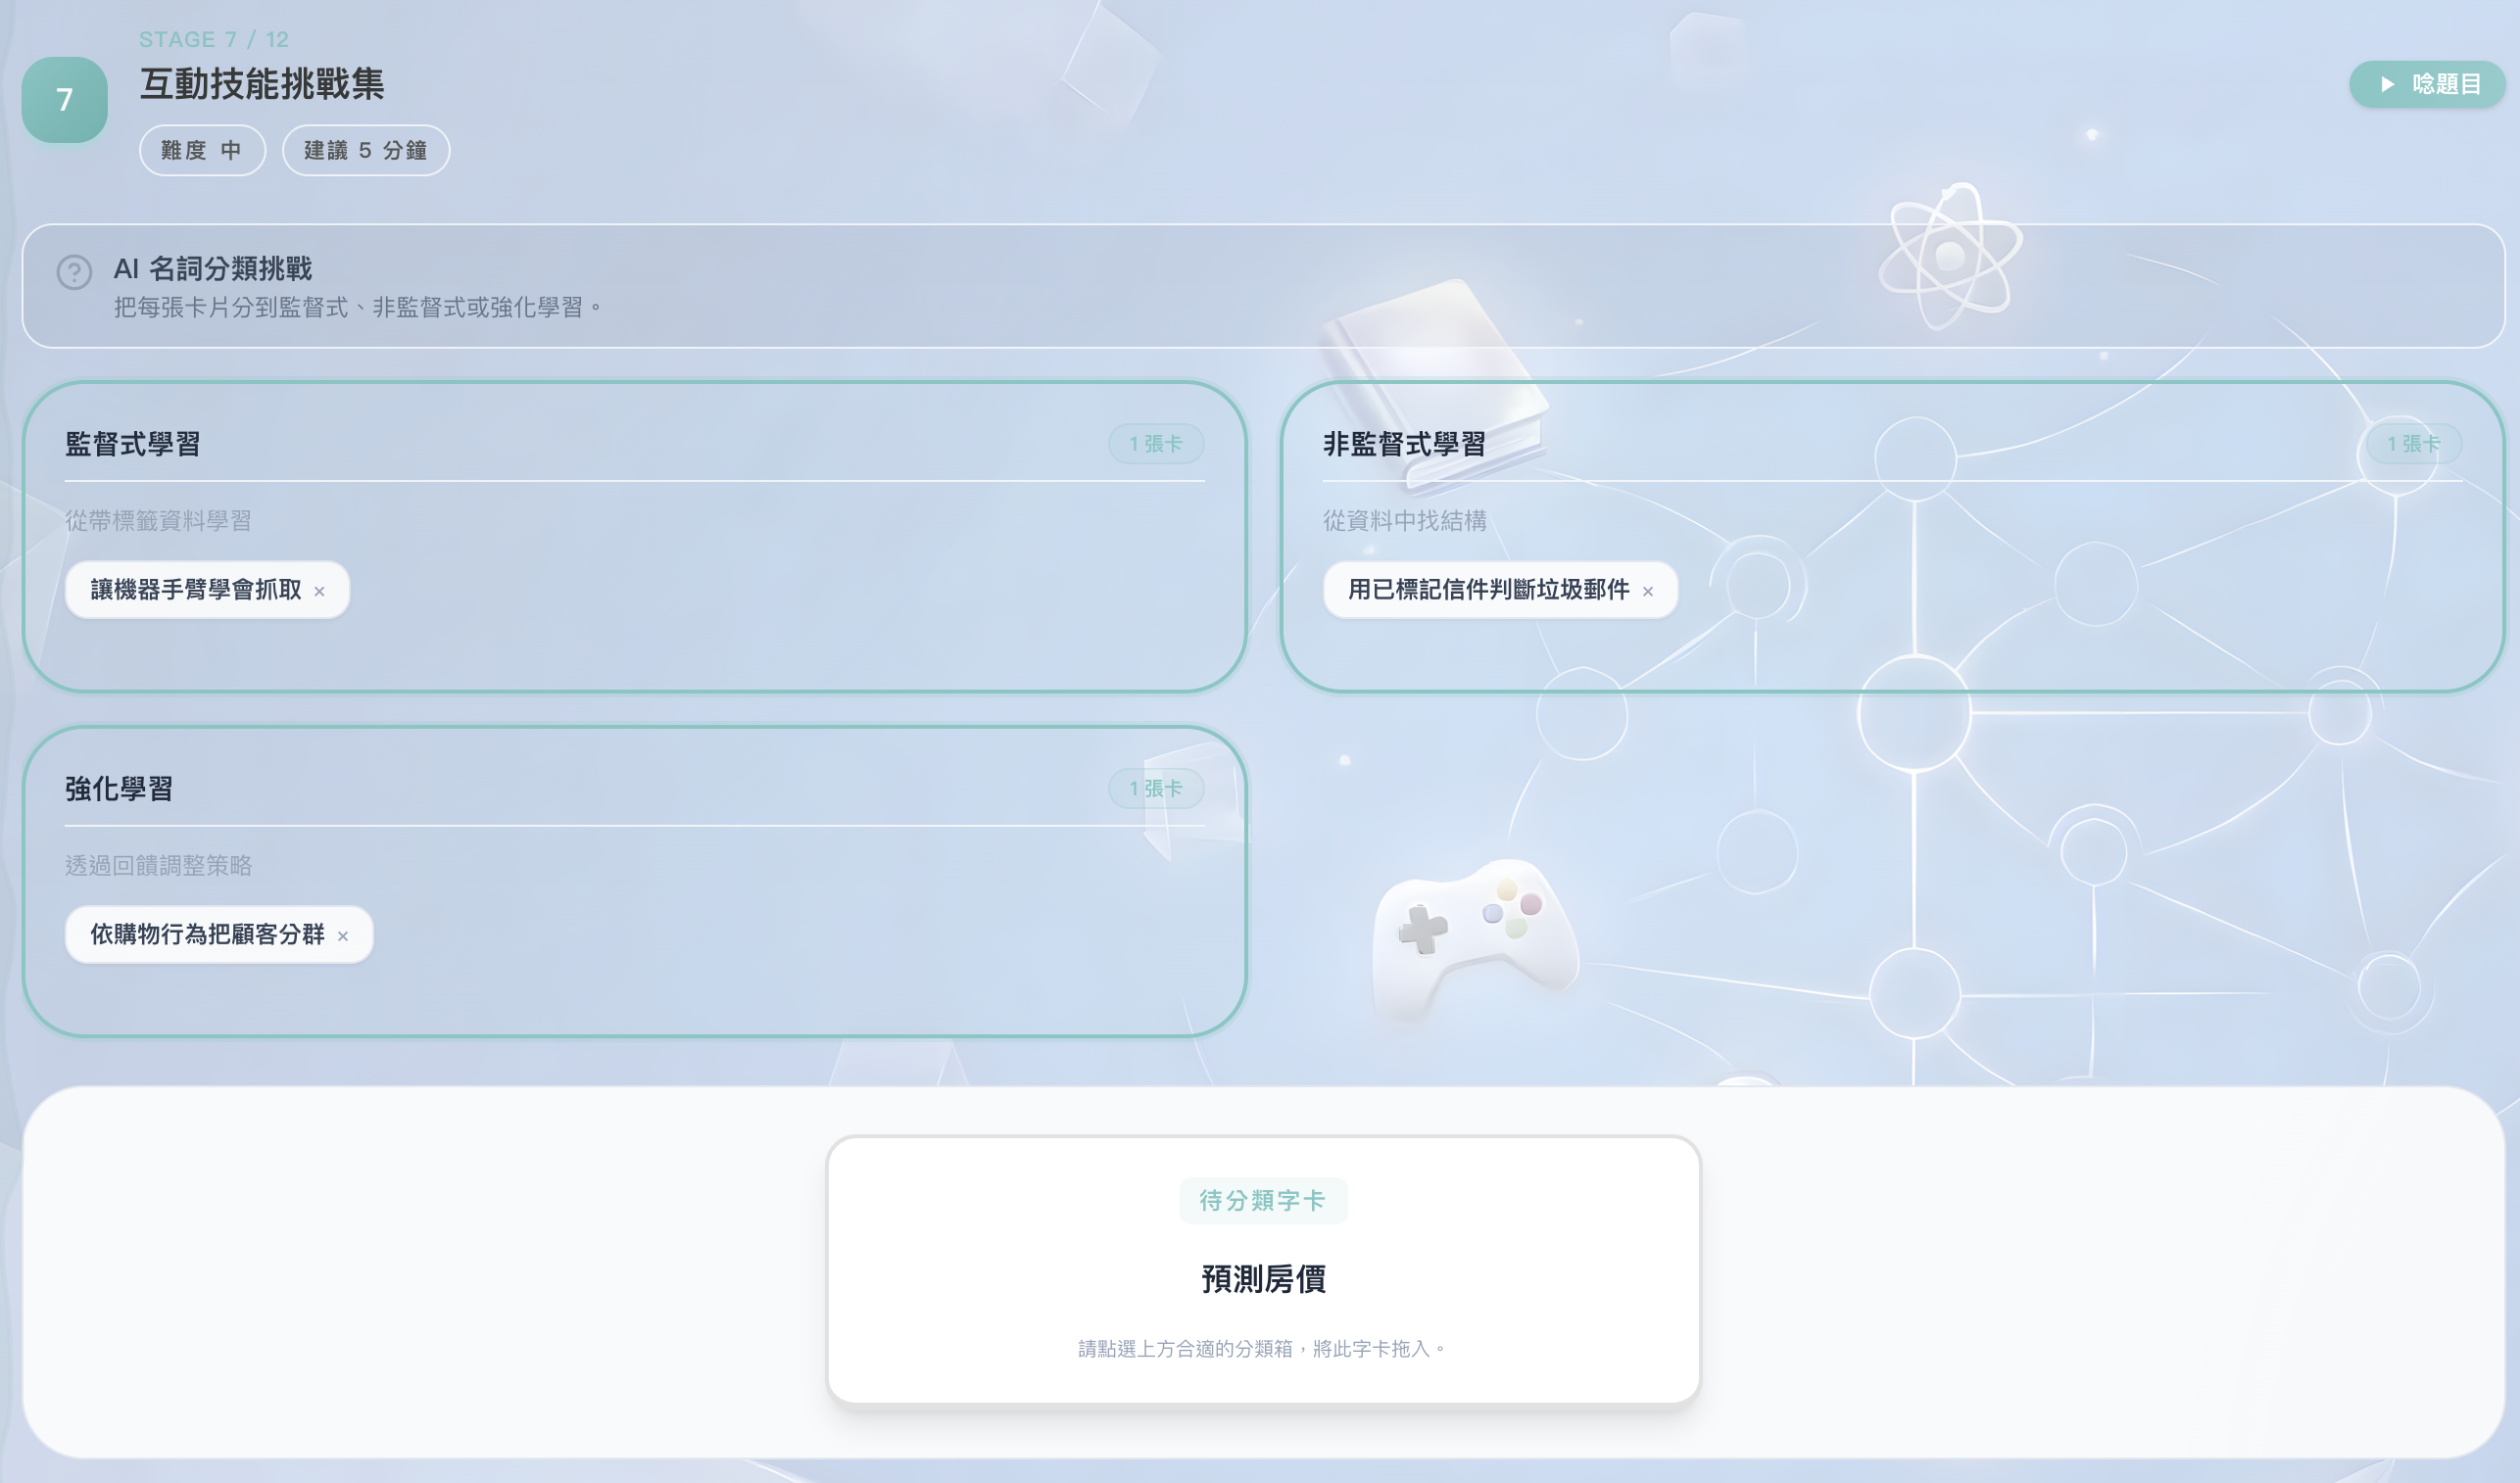 STAGE 7 / 12
7
互動技能挑戰集
難度 中
建議 5 分鐘
唸題目
AI 名詞分類挑戰
把每張卡片分到監督式、非監督式或強化學習。
監督式學習
1 張卡
從帶標籤資料學習
讓機器手臂學會抓取 ×
非監督式學習
1 張卡
從資料中找結構
用已標記信件判斷垃圾郵件 ×
強化學習
1 張卡
透過回饋調整策略
依購物行為把顧客分群 ×
待分類字卡
預測房價
請點選上方合適的分類箱，將此字卡拖入。